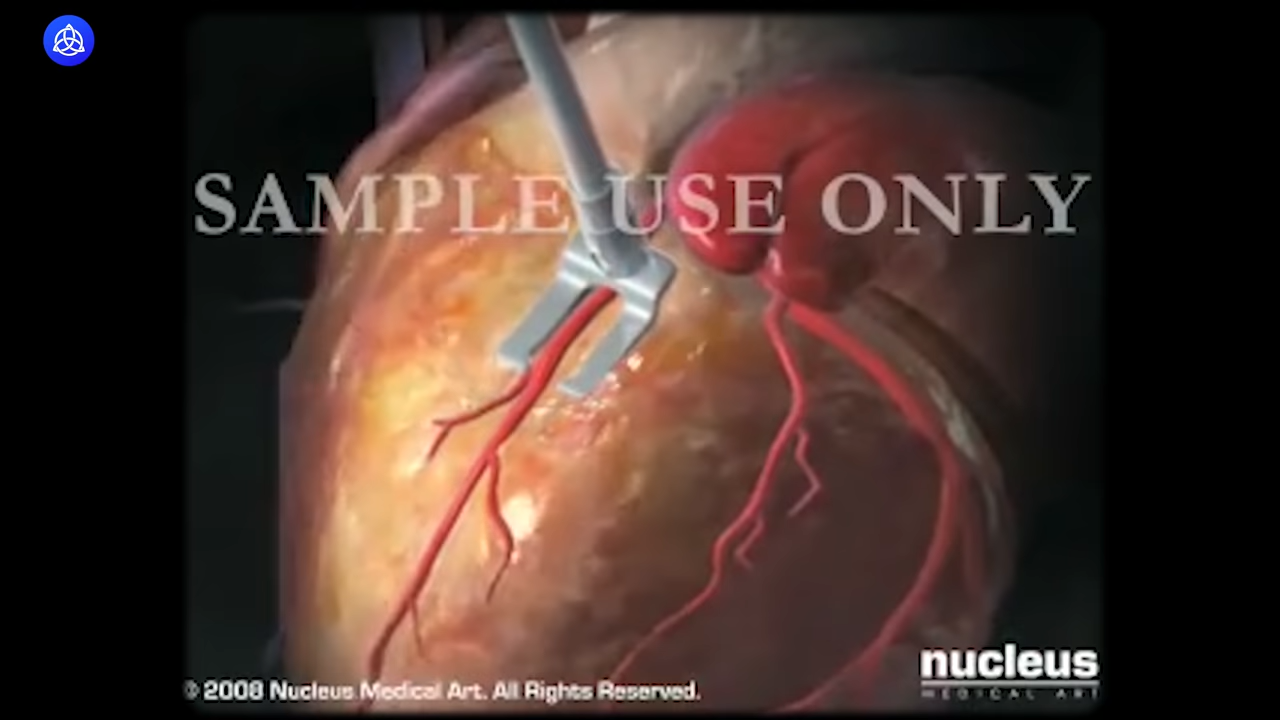 SAMPLE USE ONLY
nucleus
MEDICAL ART
© 2008 Nucleus Medical Art. All Rights Reserved.